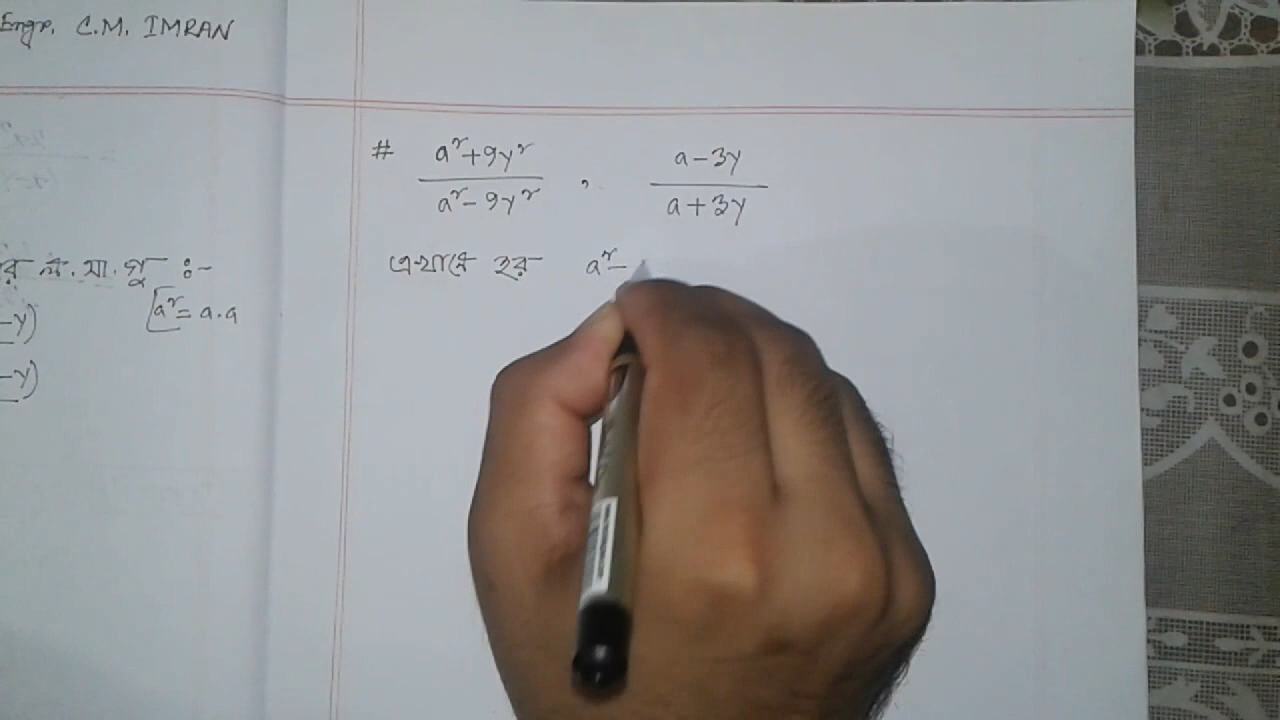 Engr. C.M. IMRAN
র ল.সা.গু :-
[a² = a.a
-y)
-y)
# a²+9y² / a²-9y² , a-3y / a+3y
এখানে হর a² -